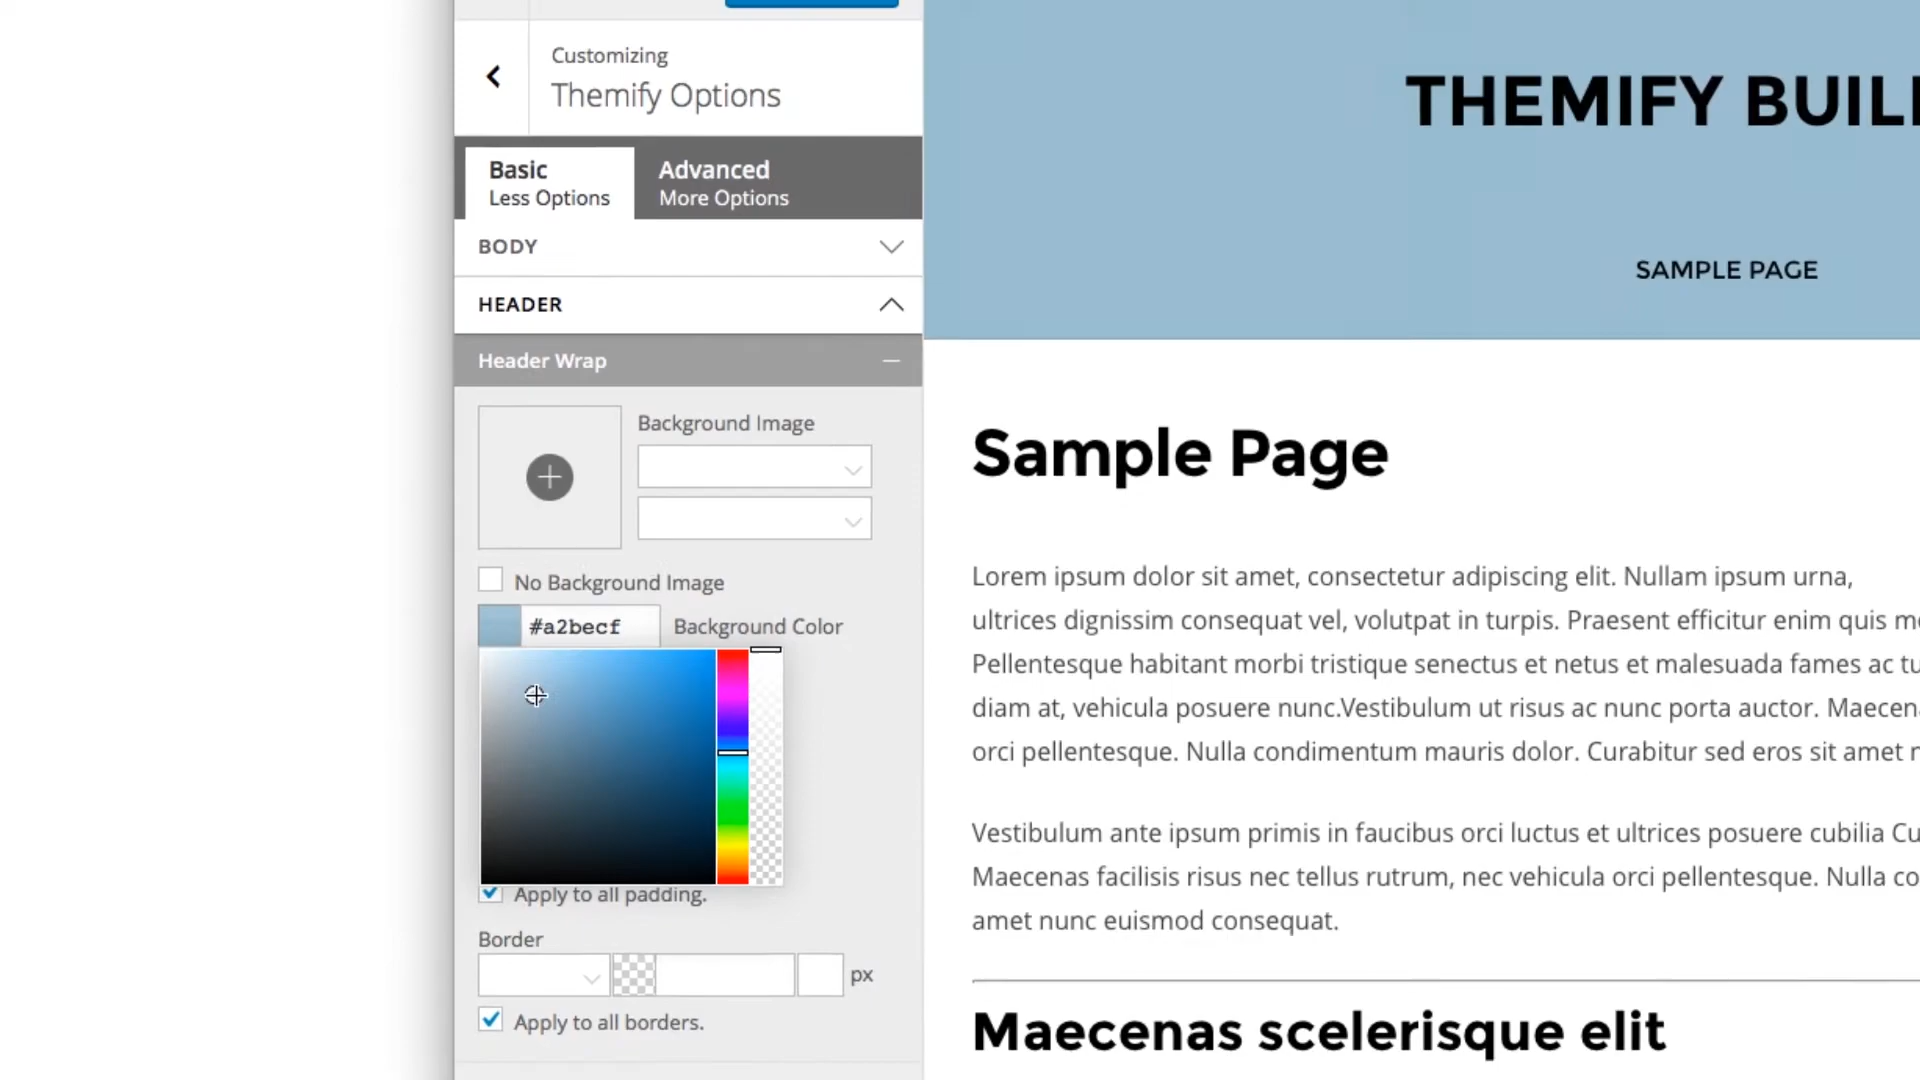 Customizing
Themify Options
Basic
Less Options
Advanced
More Options
BODY
HEADER
Header Wrap
Background Image
No Background Image
#a2becf
Background Color
Apply to all padding.
Border
px
Apply to all borders.
THEMIFY BUIL
SAMPLE PAGE
Sample Page
Lorem ipsum dolor sit amet, consectetur adipiscing elit. Nullam ipsum urna,
ultrices dignissim consequat vel, volutpat in turpis. Praesent efficitur enim quis m
Pellentesque habitant morbi tristique senectus et netus et malesuada fames ac tu
diam at, vehicula posuere nunc.Vestibulum ut risus ac nunc porta auctor. Maecen
orci pellentesque. Nulla condimentum mauris dolor. Curabitur sed eros sit amet
Vestibulum ante ipsum primis in faucibus orci luctus et ultrices posuere cubilia Cu
Maecenas facilisis risus nec tellus rutrum, nec vehicula orci pellentesque. Nulla co
amet nunc euismod consequat.
Maecenas scelerisque elit